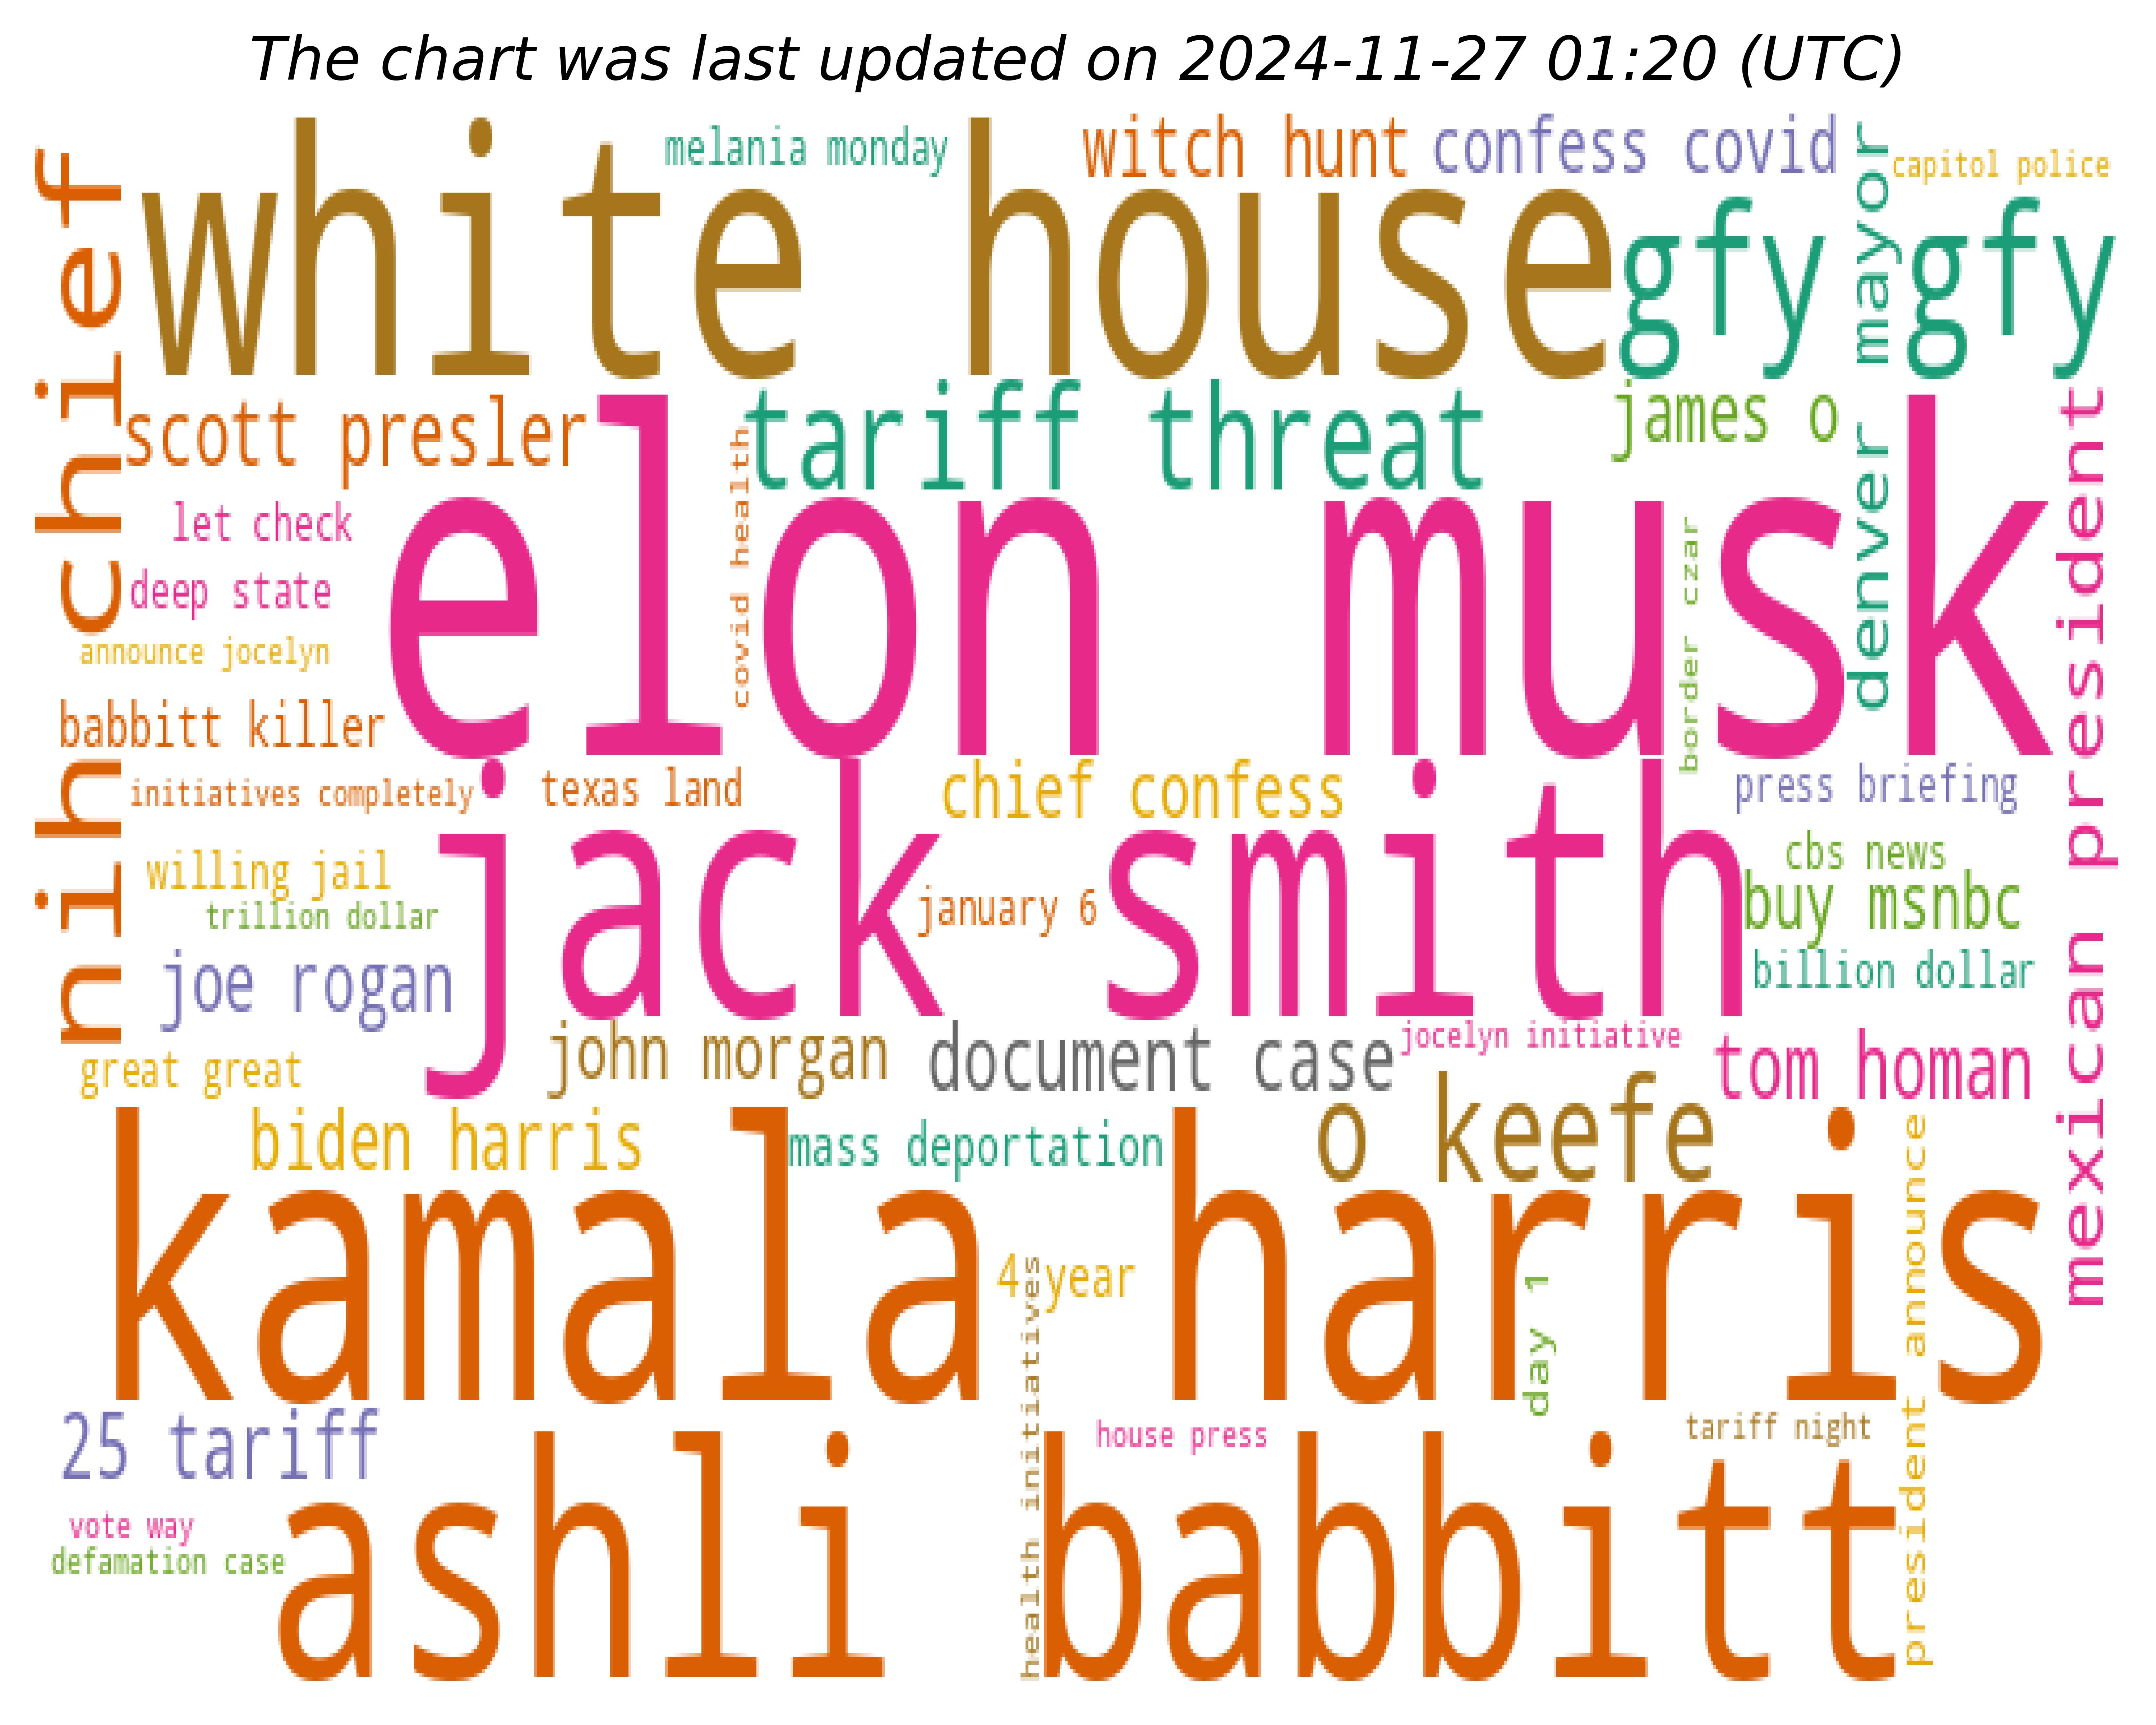 The chart was last updated on 2024-11-27 01:20 (UTC)
melania monday
witch hunt
confess covid
capitol police
nih chief
white house
gfy gfy
denver mayor
scott presler
tariff threat
james o
mexican president
let check
covid health
elon musk
border czar
deep state
announce jocelyn
babbitt killer
initiatives completely
texas land
chief confess
press briefing
jack smith
cbs news
willing jail
buy msnbc
trillion dollar
january 6
joe rogan
billion dollar
john morgan
document case
jocelyn initiative
tom homan
great great
biden harris
mass deportation
o keefe
kamala harris
president announce
4 year
health initiatives
day 1
25 tariff
house press
tariff night
ashli babbitt
vote way
defamation case